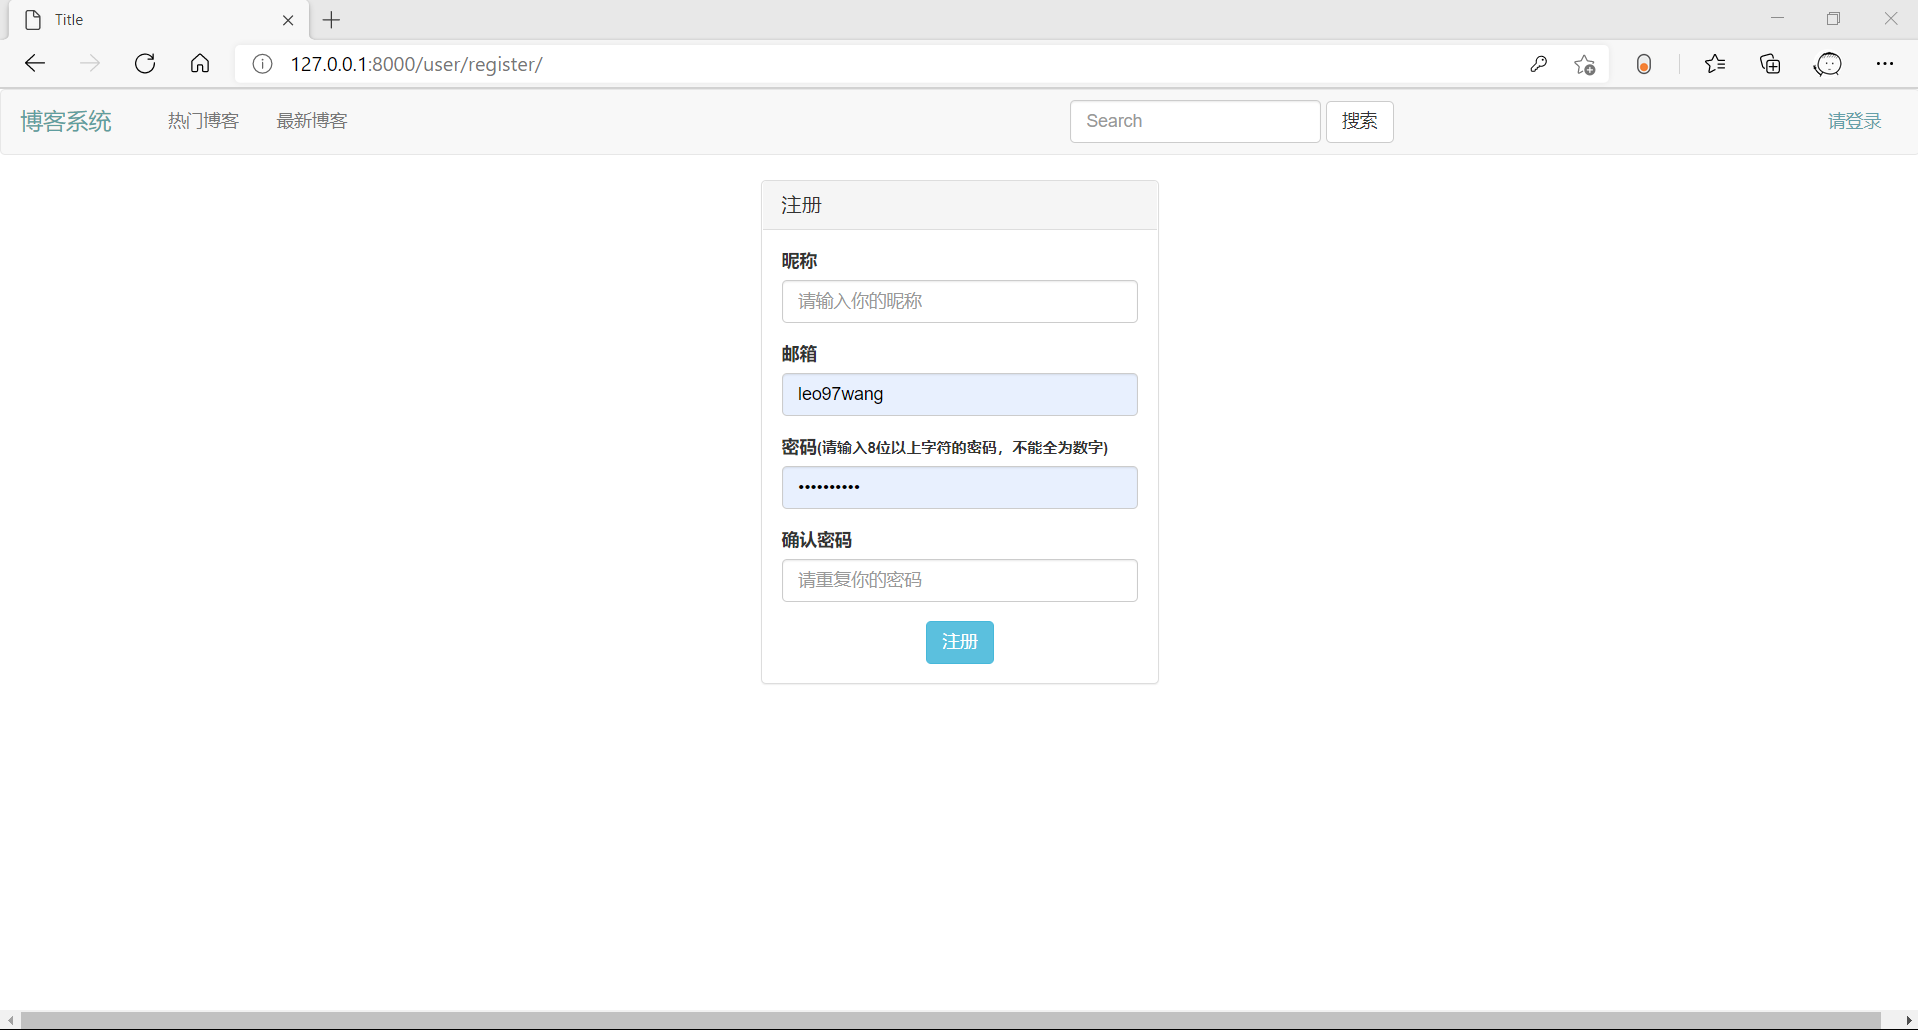 Title
127.0.0.1:8000/user/register/
博客系统 热门博客 最新博客 Search 搜索 请登录
注册
昵称
请输入你的昵称
邮箱
leo97wang
密码(请输入8位以上字符的密码，不能全为数字)
••••••••••
确认密码
请重复你的密码
注册